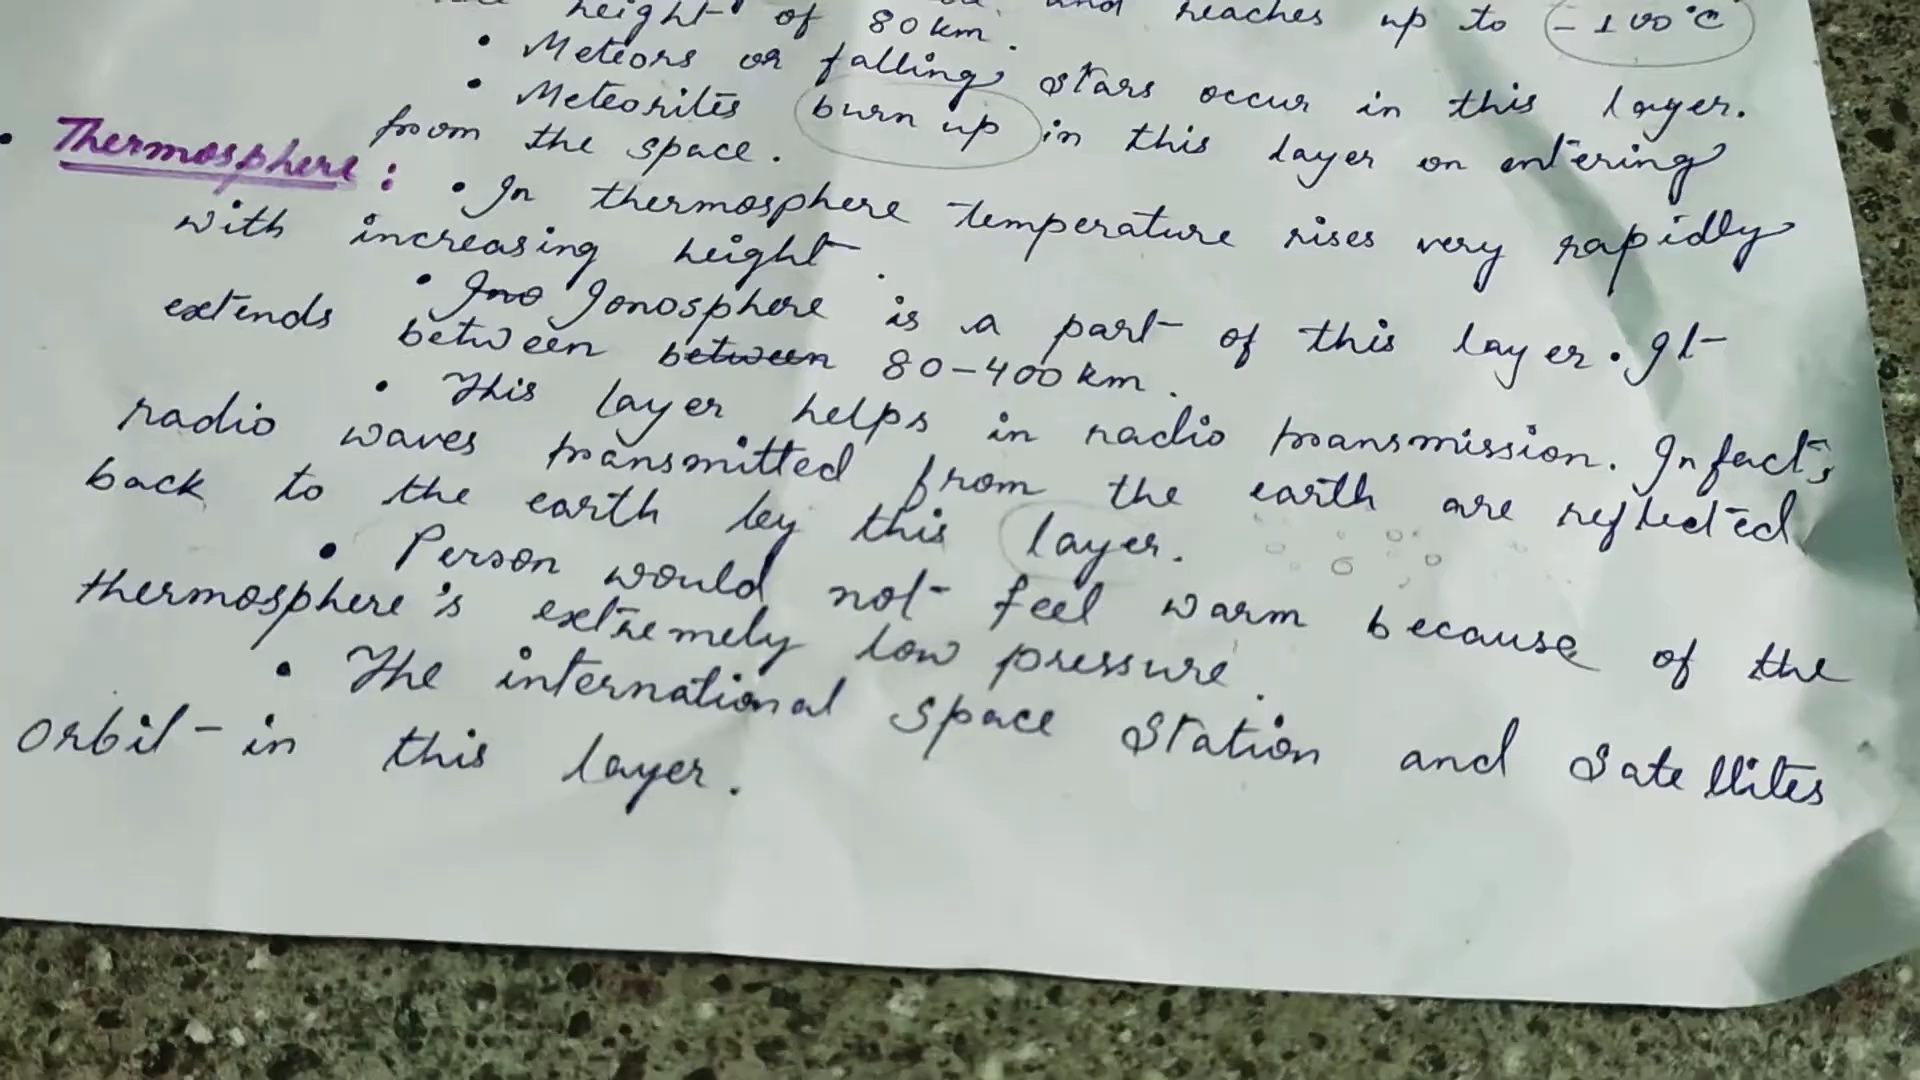 height of 80km. and reaches up to -100°C
• Meteors or falling stars occur in this layer.
• Meteorites burn up in this layer on entering
from the space.
• Thermosphere : • In thermosphere temperature rises very rapidly
with increasing height.
• Ino Ionosphere is a part of this layer. It
extends between between 80-400km.
• This layer helps in radio transmission. In fact,
radio waves transmitted from the earth are reflected
back to the earth by this layer.
• Person would not feel warm because of the
thermosphere's extremely low pressure.
• The international space station and satellites
orbit in this layer.